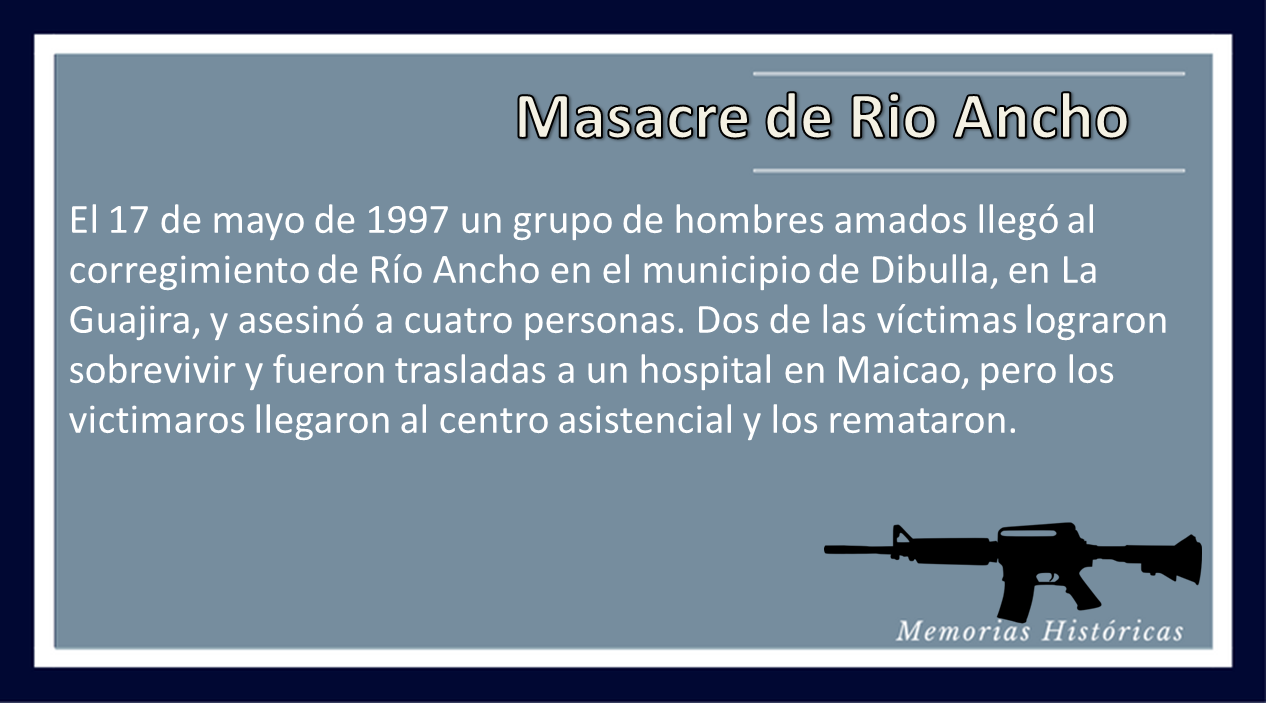 Masacre de Rio Ancho
El 17 de mayo de 1997 un grupo de hombres amados llegó al
corregimiento de Río Ancho en el municipio de Dibulla, en La
Guajira, y asesinó a cuatro personas. Dos de las víctimas lograron
sobrevivir y fueron trasladas a un hospital en Maicao, pero los
victimaros llegaron al centro asistencial y los remataron.
Memorias Históricas